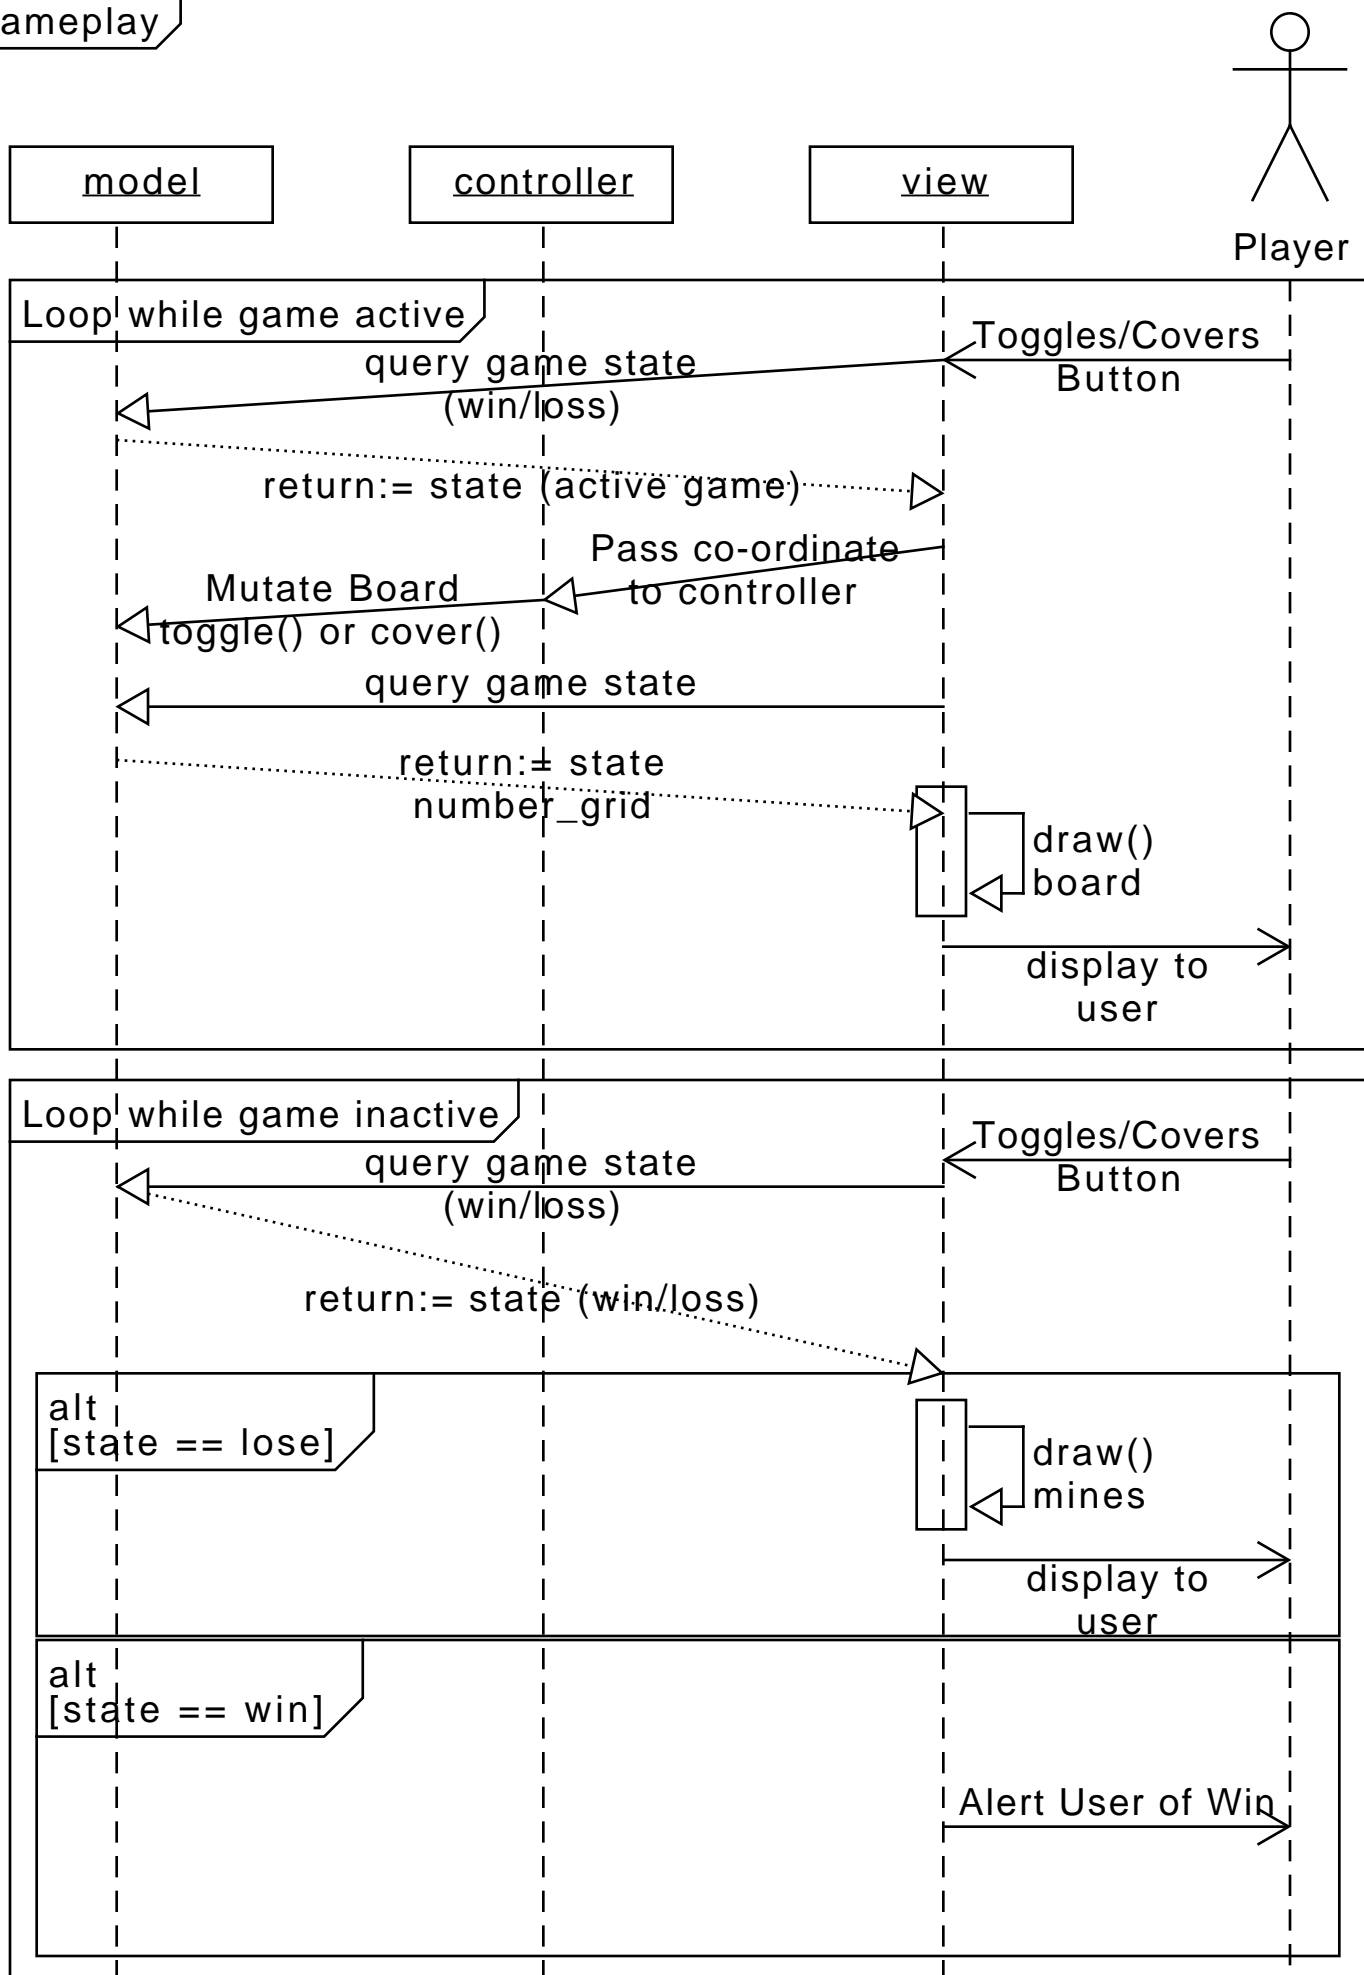 ameplay
model
controller
view
Player
Loop while game active
Toggles/Covers
Button
query game state
(win/loss)
return:= state (active game)
Pass co-ordinate
to controller
Mutate Board
toggle() or cover()
query game state
return:= state
number_grid
draw()
board
display to
user
Loop while game inactive
Toggles/Covers
Button
query game state
(win/loss)
return:= state (win/loss)
alt
[state == lose]
draw()
mines
display to
user
alt
[state == win]
Alert User of Win